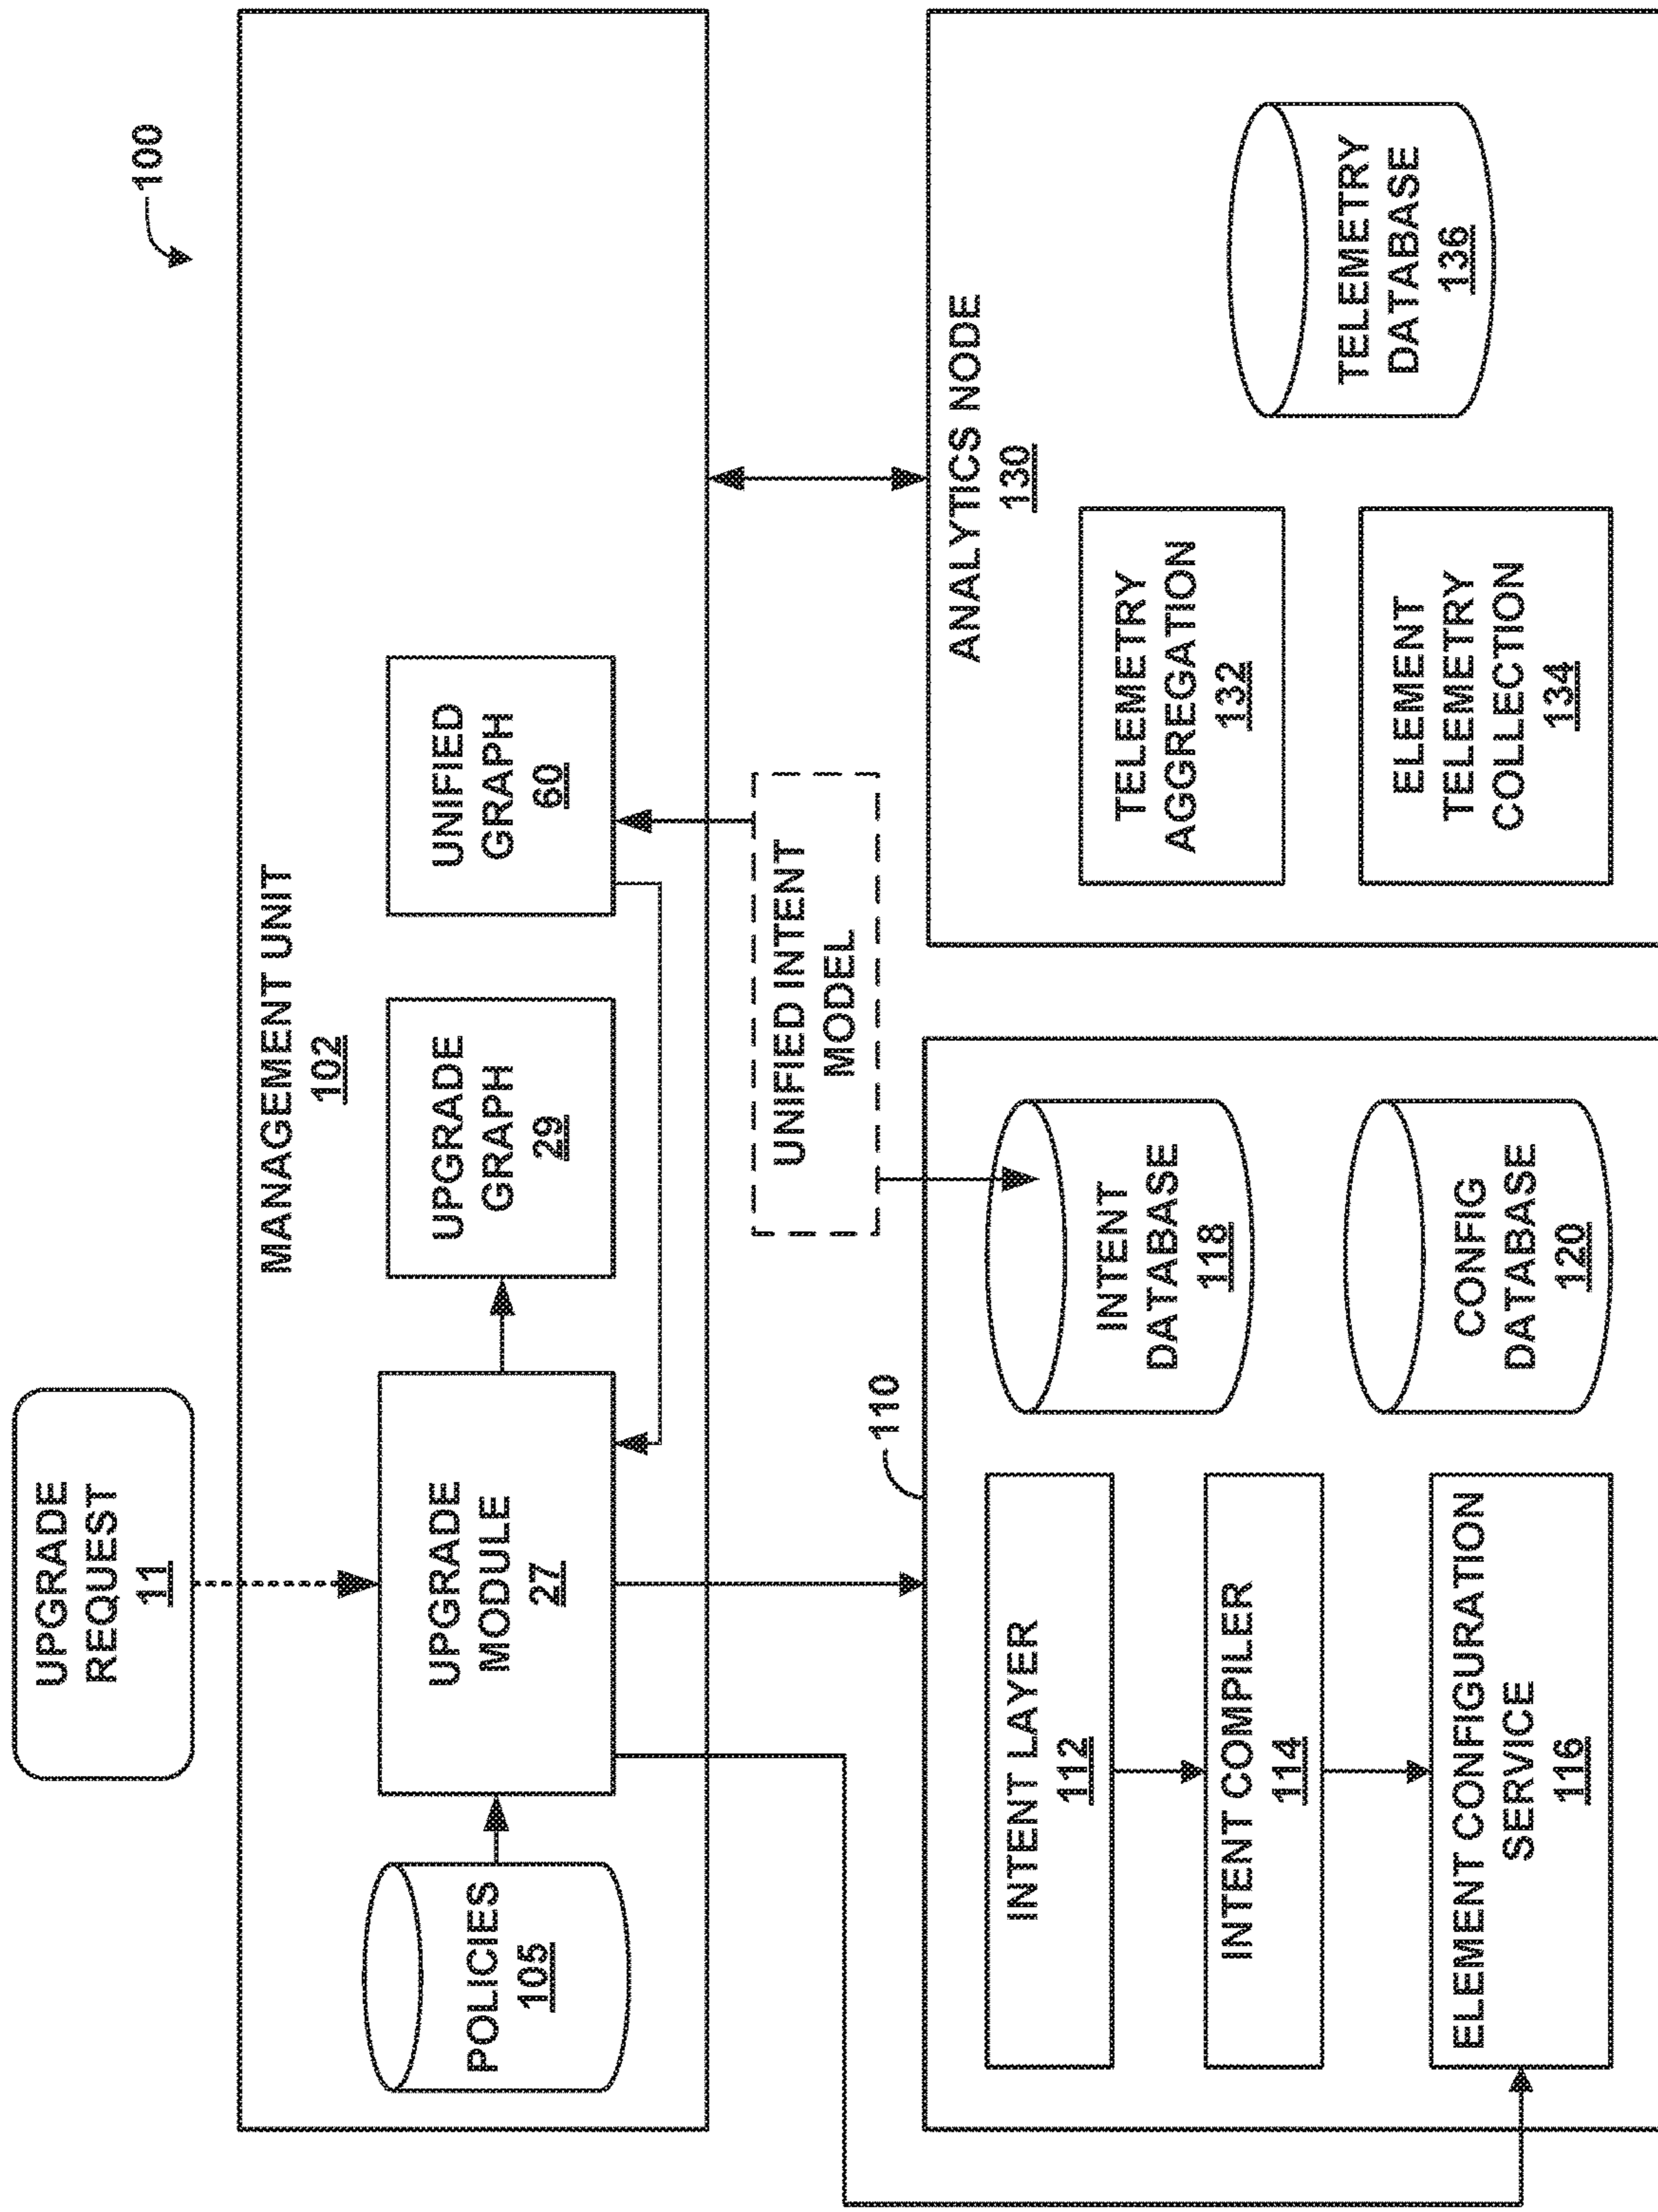 100
UPGRADE
REQUEST
11
MANAGEMENT UNIT
102
POLICIES
105
UPGRADE
MODULE
27
UPGRADE
GRAPH
29
UNIFIED
GRAPH
60
UNIFIED INTENT
MODEL
110
INTENT LAYER
112
INTENT COMPILER
114
ELEMENT CONFIGURATION
SERVICE
116
INTENT
DATABASE
118
CONFIG
DATABASE
120
ANALYTICS NODE
130
TELEMETRY
AGGREGATION
132
ELEMENT
TELEMETRY
COLLECTION
134
TELEMETRY
DATABASE
136